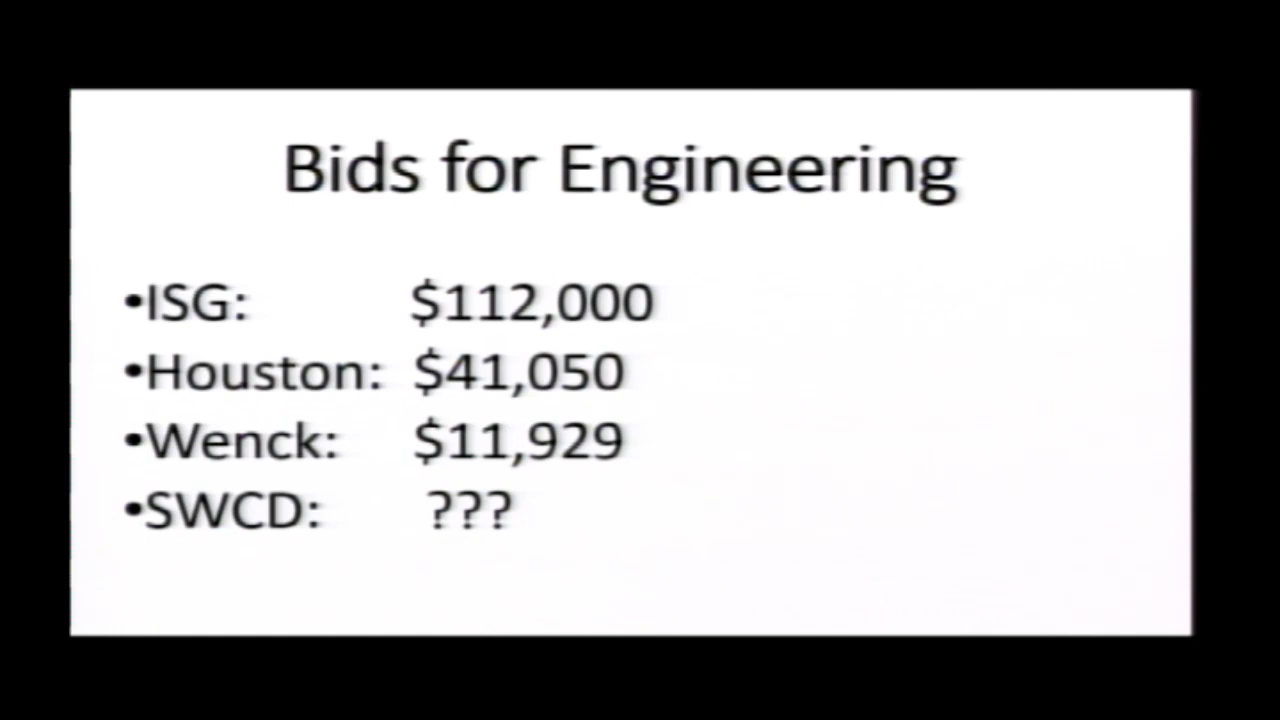 Bids for Engineering
•ISG: $112,000
•Houston: $41,050
•Wenck: $11,929
•SWCD: ???